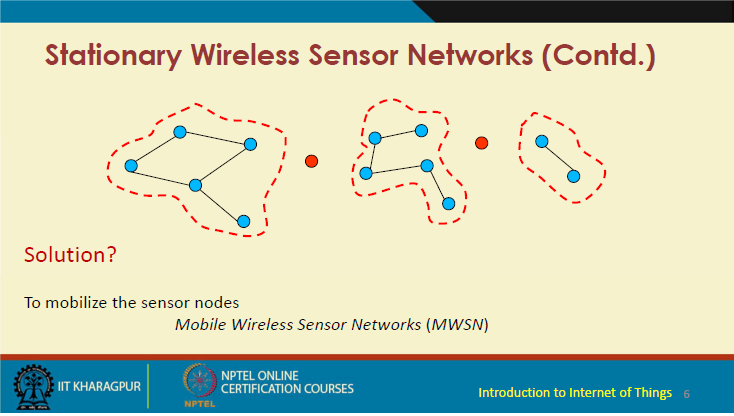 Stationary Wireless Sensor Networks (Contd.)
Solution?
To mobilize the sensor nodes
Mobile Wireless Sensor Networks (MWSN)
IIT KHARAGPUR
NPTEL
NPTEL ONLINE
CERTIFICATION COURSES
Introduction to Internet of Things 6